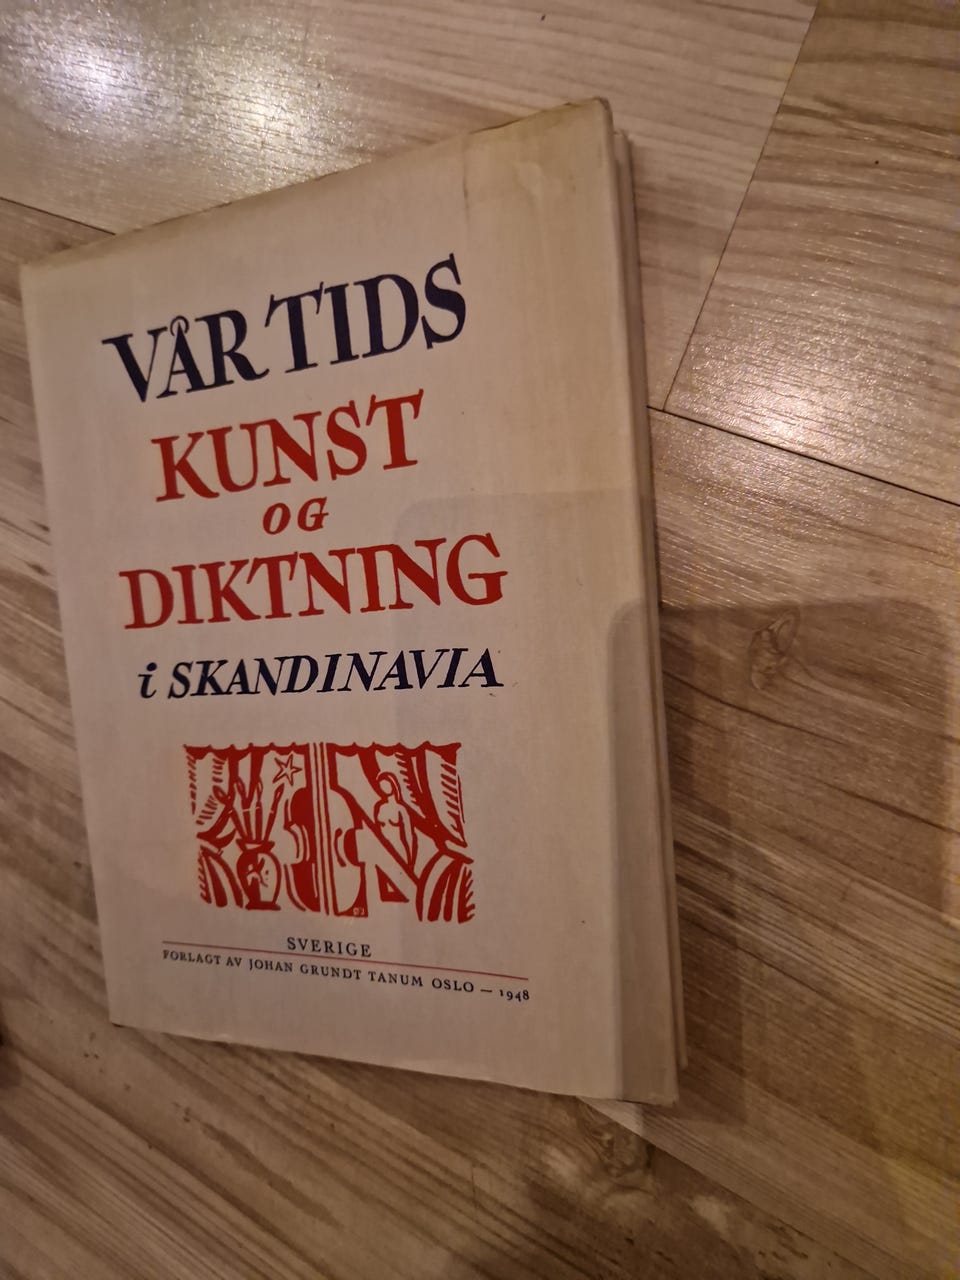 VÅR TIDS
KUNST
OG
DIKTNING
i SKANDINAVIA
SVERIGE
FORLAGT AV JOHAN GRUNDT TANUM OSLO — 1948